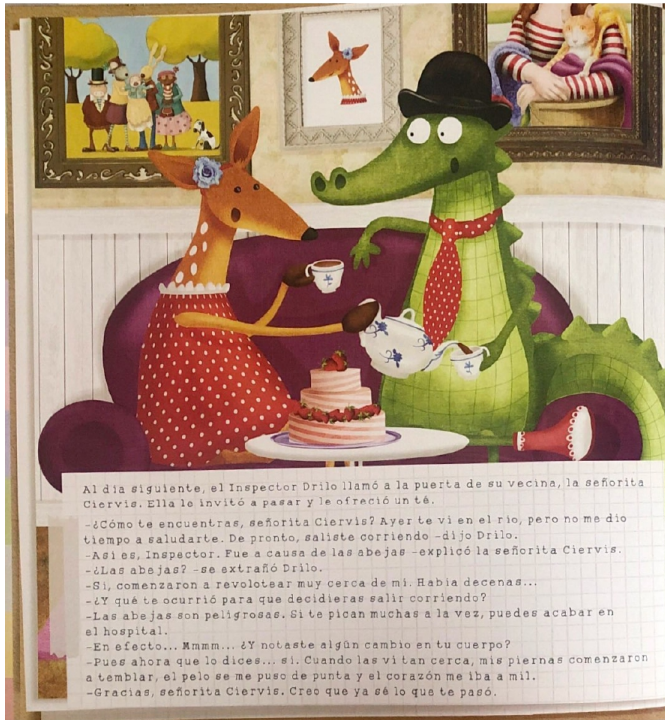 Al día siguiente, el Inspector Drilo llamó a la puerta de su vecina, la señorita
Ciervis. Ella le invitó a pasar y le ofreció un té.
-¿Cómo te encuentras, señorita Ciervis? Ayer te vi en el río, pero no me dio
tiempo a saludarte. De pronto, saliste corriendo -dijo Drilo.
-Así es, Inspector. Fue a causa de las abejas -explicó la señorita Ciervis.
-¿Las abejas? -se extrañó Drilo.
-Sí, comenzaron a revolotear muy cerca de mí. Había decenas...
-¿Y qué te ocurrió para que decidieras salir corriendo?
-Las abejas son peligrosas. Si te pican muchas a la vez, puedes acabar en
el hospital.
-En efecto... Mmmm... ¿Y notaste algún cambio en tu cuerpo?
-Pues ahora que lo dices... sí. Cuando las vi tan cerca, mis piernas comenzaron
a temblar, el pelo se me puso de punta y el corazón me iba a mil.
-Gracias, señorita Ciervis. Creo que ya sé lo que te pasó.